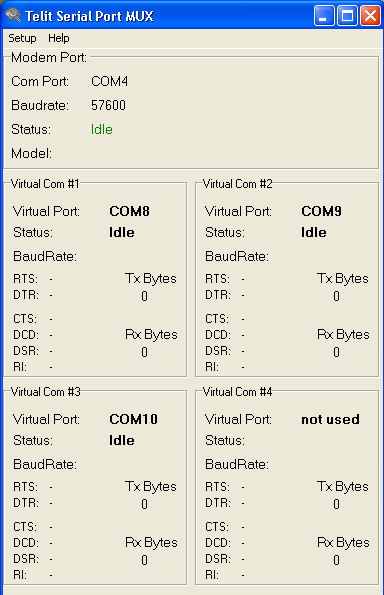 Telit Serial Port MUX
Setup Help
Modem Port:
Com Port: COM4
Baudrate: 57600
Status: Idle
Model:
Virtual Com #1
Virtual Port: COM8
Status: Idle
BaudRate:
RTS: - Tx Bytes
DTR: - 0
CTS: -
DCD: - Rx Bytes
DSR: - 0
RI: -
Virtual Com #2
Virtual Port: COM9
Status: Idle
BaudRate:
RTS: - Tx Bytes
DTR: - 0
CTS: -
DCD: - Rx Bytes
DSR: - 0
RI: -
Virtual Com #3
Virtual Port: COM10
Status: Idle
BaudRate:
RTS: - Tx Bytes
DTR: - 0
CTS: -
DCD: - Rx Bytes
DSR: - 0
RI: -
Virtual Com #4
Virtual Port: not used
Status:
BaudRate:
RTS: - Tx Bytes
DTR: - 0
CTS: -
DCD: - Rx Bytes
DSR: - 0
RI: -